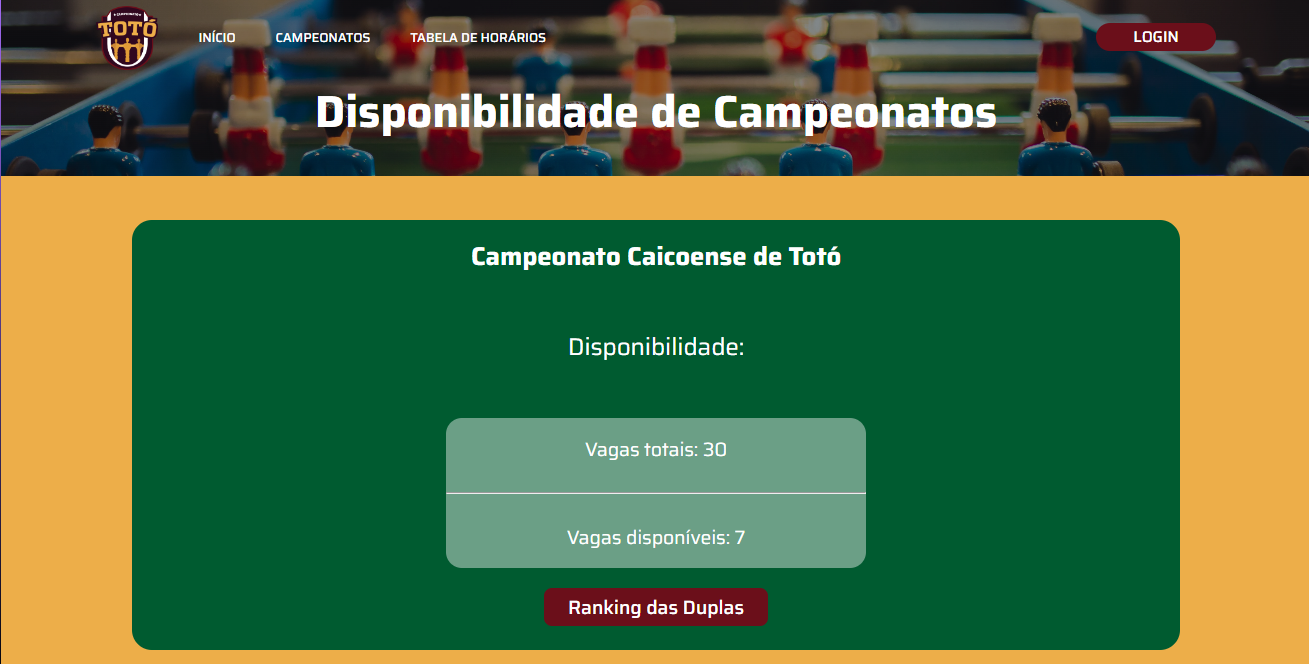 CAMPEONATO
TOTÓ
INÍCIO
CAMPEONATOS
TABELA DE HORÁRIOS
LOGIN
Disponibilidade de Campeonatos
Campeonato Caicoense de Totó
Disponibilidade:
Vagas totais: 30
Vagas disponíveis: 7
Ranking das Duplas